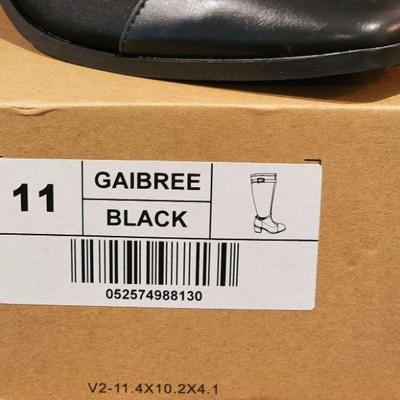 11
GAIBREE
BLACK
052574988130
V2-11.4X10.2X4.1